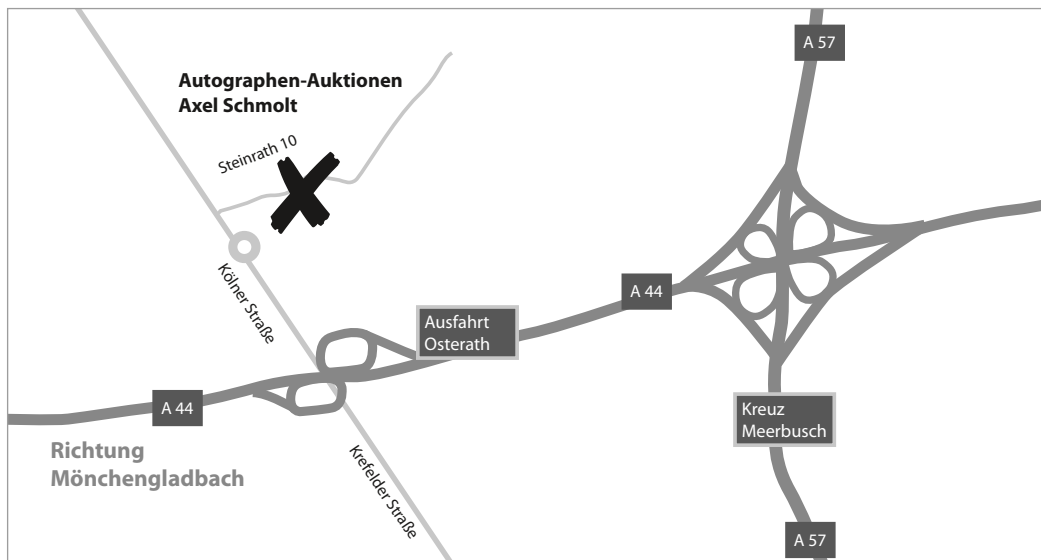 A 57
Autographen-Auktionen
Axel Schmolt
Steinrath 10
Kölner Straße
A 44
Ausfahrt
Osterath
A 44
Kreuz
Meerbusch
Richtung
Mönchengladbach
Krefelder Straße
A 57